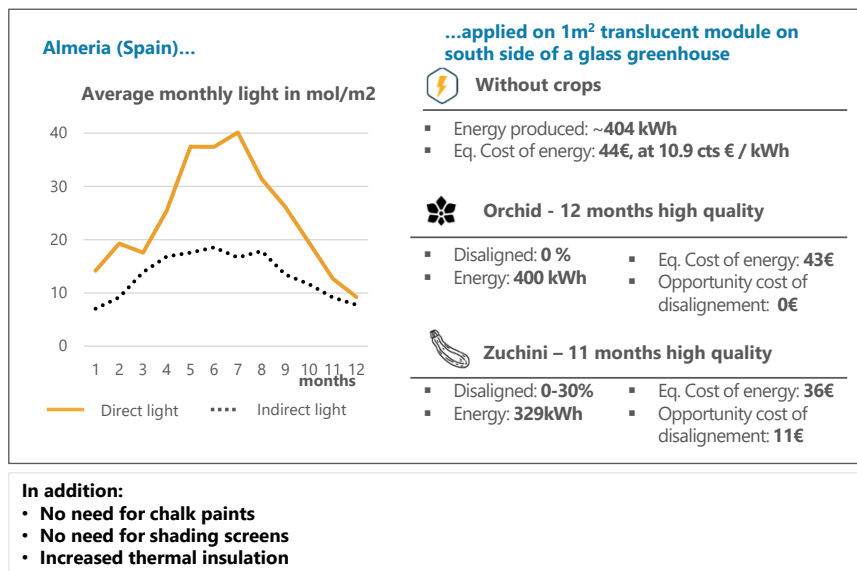 Almeria (Spain)...
Average monthly light in mol/m2
40
30
20
10
0
1 2 3 4 5 6 7 8 9 10 11 12
months
Direct light
Indirect light
...applied on 1m² translucent module on
south side of a glass greenhouse
Without crops
▪ Energy produced: ~404 kWh
▪ Eq. Cost of energy: 44€, at 10.9 cts € / kWh
Orchid - 12 months high quality
▪ Disaligned: 0 %
▪ Energy: 400 kWh
▪ Eq. Cost of energy: 43€
▪ Opportunity cost of
disalignement: 0€
Zuchini – 11 months high quality
▪ Disaligned: 0-30%
▪ Energy: 329kWh
▪ Eq. Cost of energy: 36€
▪ Opportunity cost of
disalignement: 11€
In addition:
• No need for chalk paints
• No need for shading screens
• Increased thermal insulation